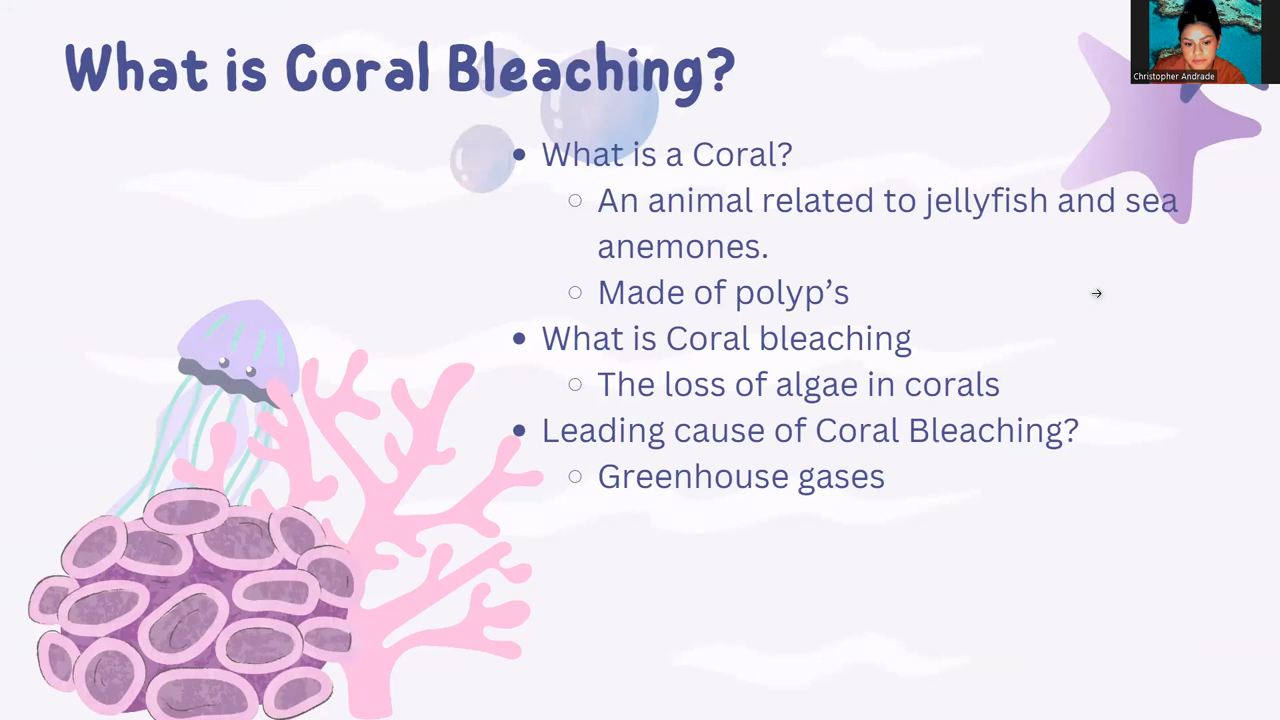 What is Coral Bleaching?
Christopher Andrade
• What is a Coral?
○ An animal related to jellyfish and sea
anemones.
○ Made of polyp’s
• What is Coral bleaching
○ The loss of algae in corals
• Leading cause of Coral Bleaching?
○ Greenhouse gases